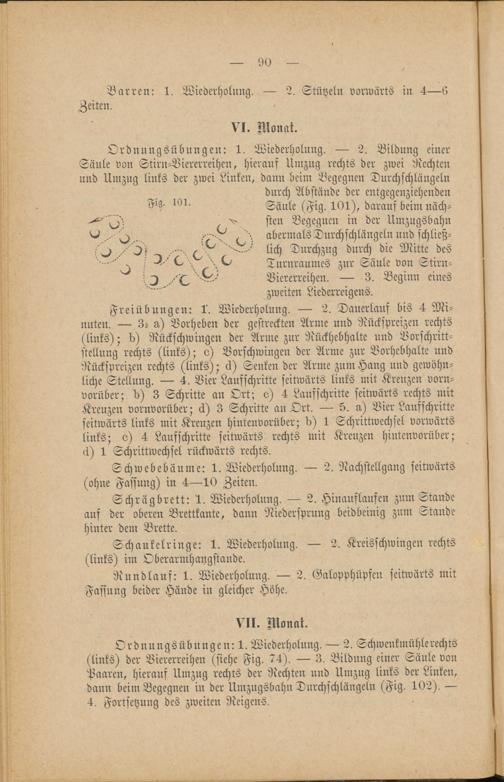 — 90 —
Barren: 1. Wiederholung. — 2. Stützeln vorwärts in 4—6
Zeiten.
VI. Monat.
Ordnungsübungen: 1. Wiederholung. — 2. Bildung einer
Säule von Stirn-Viererreihen, hierauf Umzug rechts der zwei Rechten
und Umzug links der zwei Linken, dann beim Begegnen Durchschlängeln
durch Abstände der entgegenziehenden
Säule (Fig. 101), darauf beim näch-
sten Begegnen in der Umzugsbahn
abermals Durchschlängeln und schließ-
lich Durchzug durch die Mitte des
Turnraumes zur Säule von Stirn-
Viererreihen. — 3. Beginn eines
zweiten Liederreigens.
Fig. 101.
Freiübungen: 1. Wiederholung. — 2. Dauerlauf bis 4 Mi-
nuten. — 3. a) Vorheben der gestreckten Arme und Rückspreizen rechts
(links); b) Rückschwingen der Arme zur Rückhebhalte und Vorschritt-
stellung rechts (links); c) Vorschwingen der Arme zur Vorhebhalte und
Rückspreizen rechts (links); d) Senken der Arme zum Hang und gewöhn-
liche Stellung. — 4. Vier Laufschritte seitwärts links mit Kreuzen vorn-
vorüber; b) 3 Schritte an Ort; c) 4 Laufschritte seitwärts rechts mit
Kreuzen vornvorüber; d) 3 Schritte an Ort. — 5. a) Vier Laufschritte
seitwärts links mit Kreuzen hintenvorüber; b) 1 Schrittwechsel vorwärts
links; c) 4 Laufschritte seitwärts rechts mit Kreuzen hintenvorüber;
d) 1 Schrittwechsel rückwärts rechts.
Schwebebäume: 1. Wiederholung. — 2. Nachstellgang seitwärts
(ohne Fassung) in 4—10 Zeiten.
Schrägbrett: 1. Wiederholung. — 2. Hinauflaufen zum Stande
auf der oberen Brettkante, dann Niedersprung beidbeinig zum Stande
hinter dem Brette.
Schaukelringe: 1. Wiederholung. — 2. Kreisschwingen rechts
(links) im Oberarmhangstande.
Rundlauf: 1. Wiederholung. — 2. Galopphüpfen seitwärts mit
Fassung beider Hände in gleicher Höhe.
VII. Monat.
Ordnungsübungen: 1. Wiederholung. — 2. Schwenkmühle rechts
(links) der Viererreihen (siehe Fig. 74). — 3. Bildung einer Säule von
Paaren, hierauf Umzug rechts der Rechten und Umzug links der Linken,
dann beim Begegnen in der Umzugsbahn Durchschlängeln (Fig. 102). —
4. Fortsetzung des zweiten Reigens.